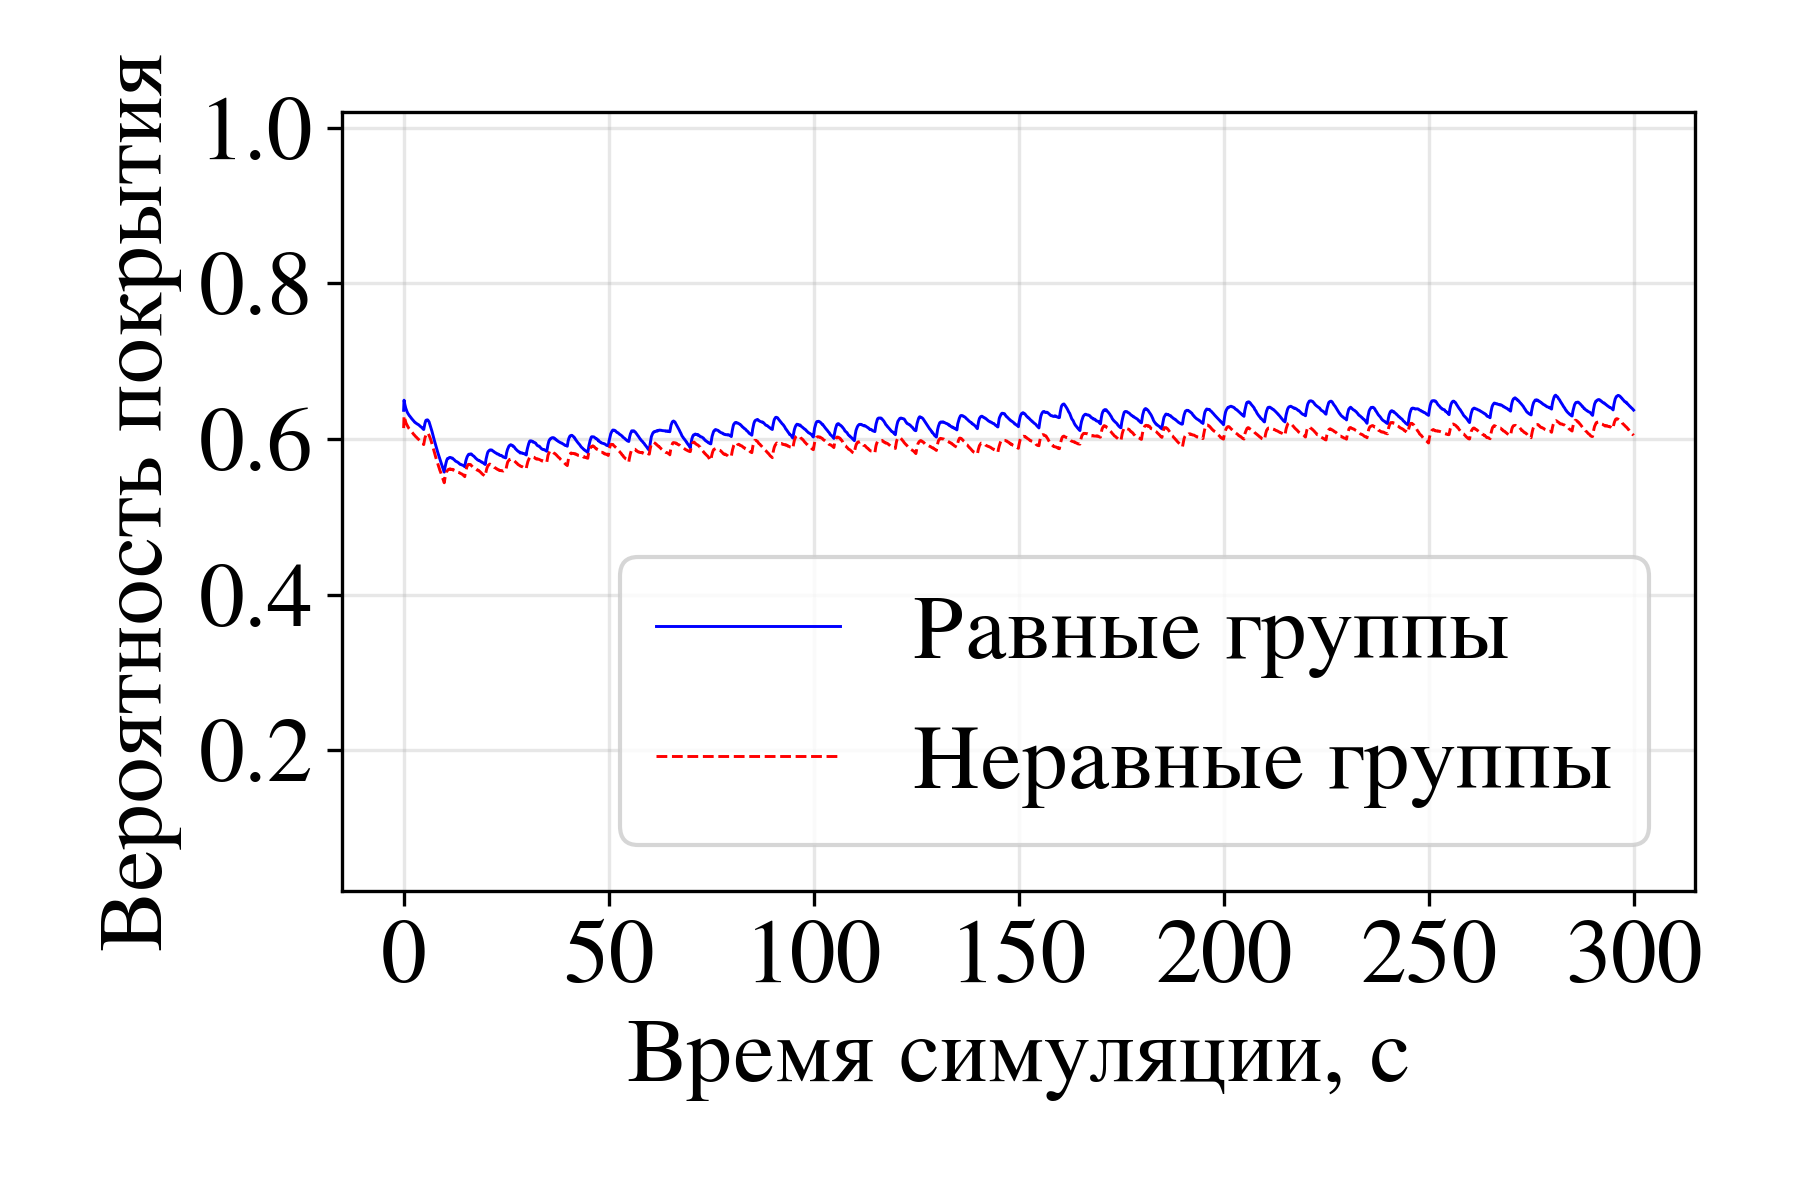 Вероятность покрытия
1.0
0.8
0.6
0.4
0.2
Равные группы
Неравные группы
0 50 100 150 200 250 300
Время симуляции, с